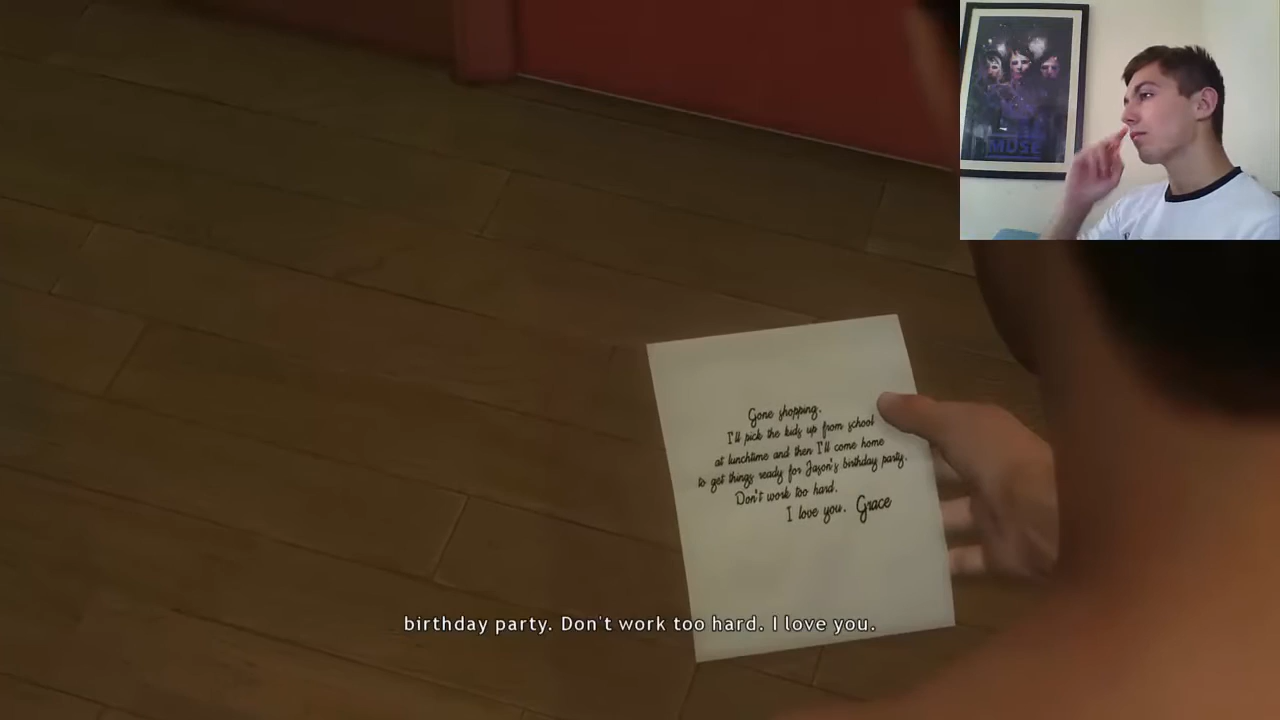 MUSE
Gone shopping.
I'll pick the kids up from school
at lunchtime and then I'll come home
to get things ready for Jason's birthday party.
Don't work too hard.
I love you. Grace
birthday party. Don't work too hard. I love you.